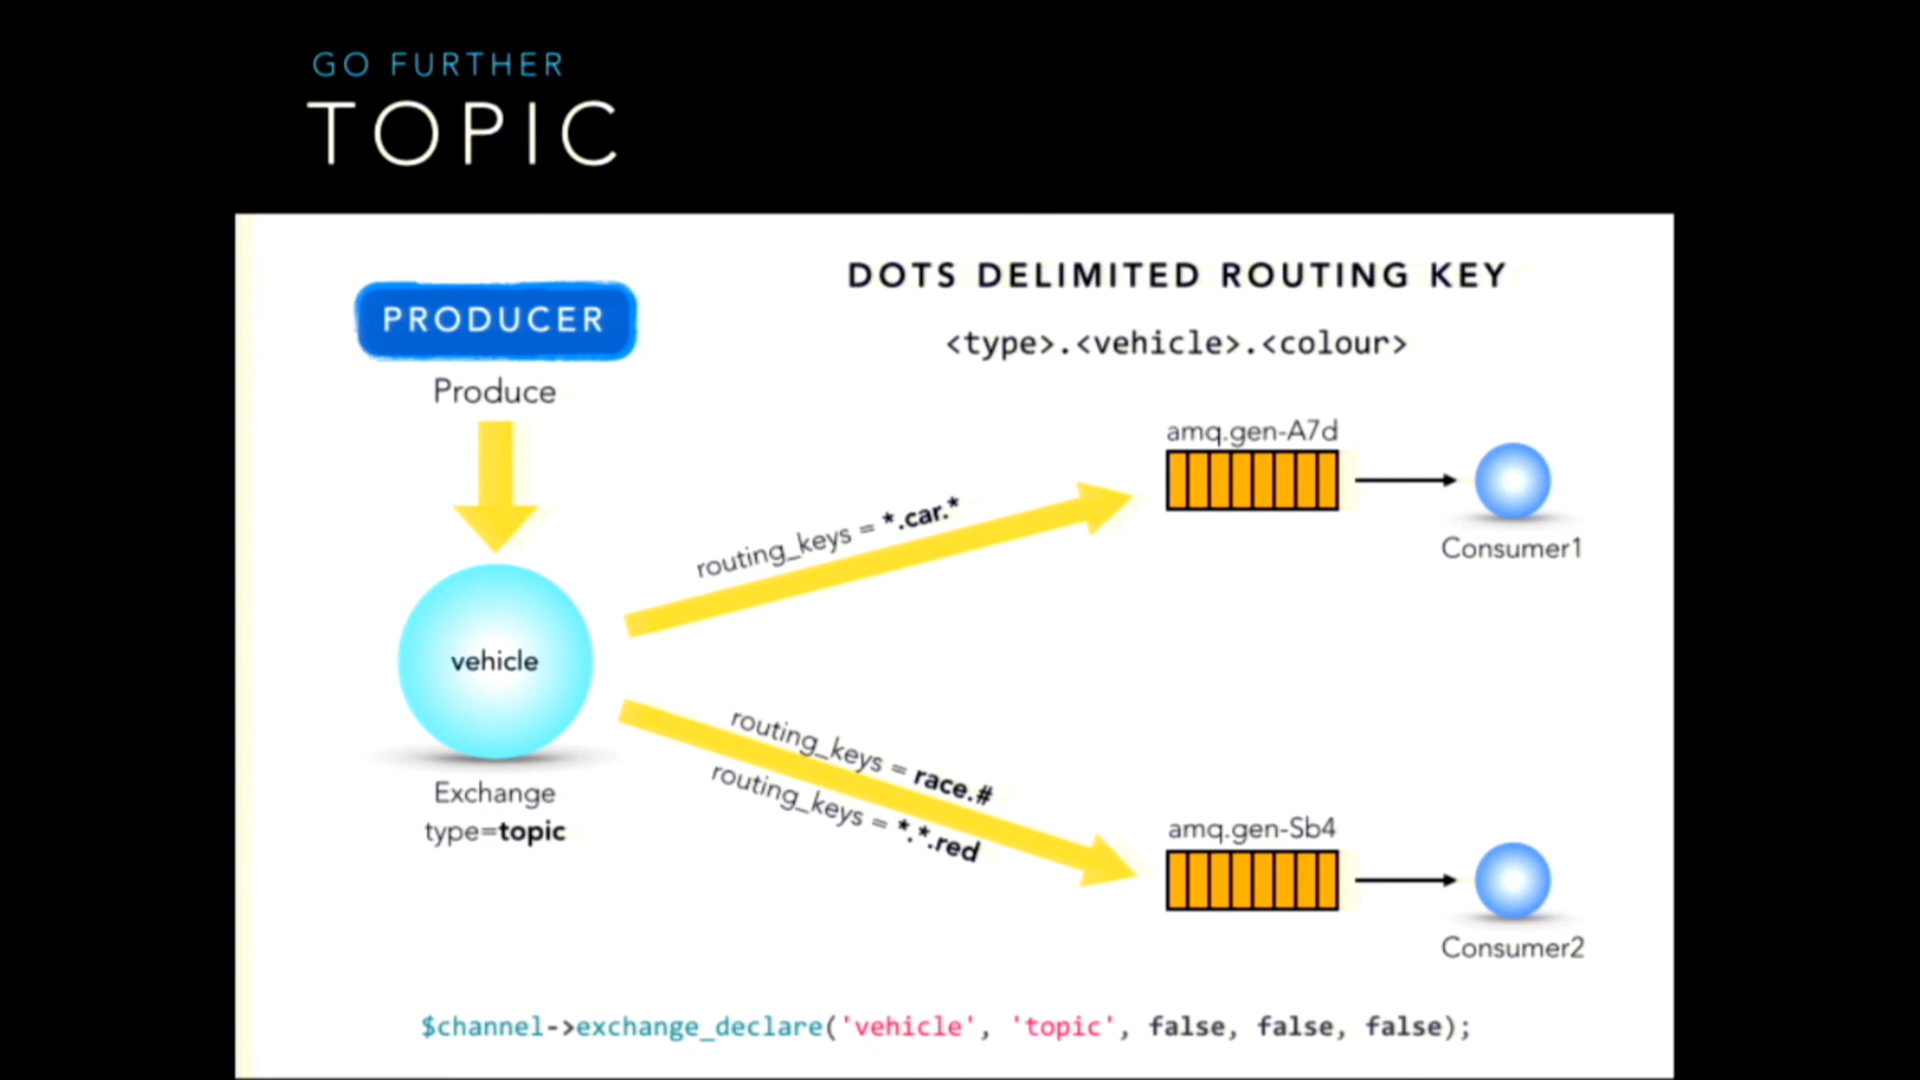 GO FURTHER
TOPIC
PRODUCER
Produce
DOTS DELIMITED ROUTING KEY
<type>.<vehicle>.<colour>
amq.gen-A7d
routing_keys = *.car.*
Consumer1
vehicle
routing_keys = race.#
routing_keys = *.*.red
Exchange
type=topic
amq.gen-Sb4
Consumer2
$channel->exchange_declare('vehicle', 'topic', false, false, false);